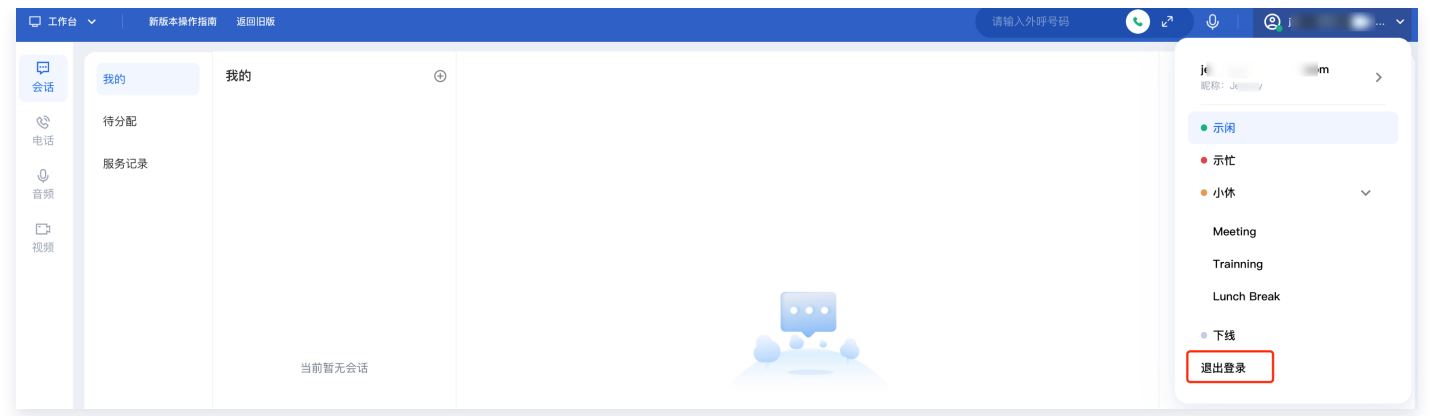 工作台 新版本操作指南 返回旧版 请输入外呼号码
会话
电话
音频
视频
我的
待分配
服务记录
我的
当前暂无会话
昵称:
示闲
示忙
小休
Meeting
Trainning
Lunch Break
下线
退出登录